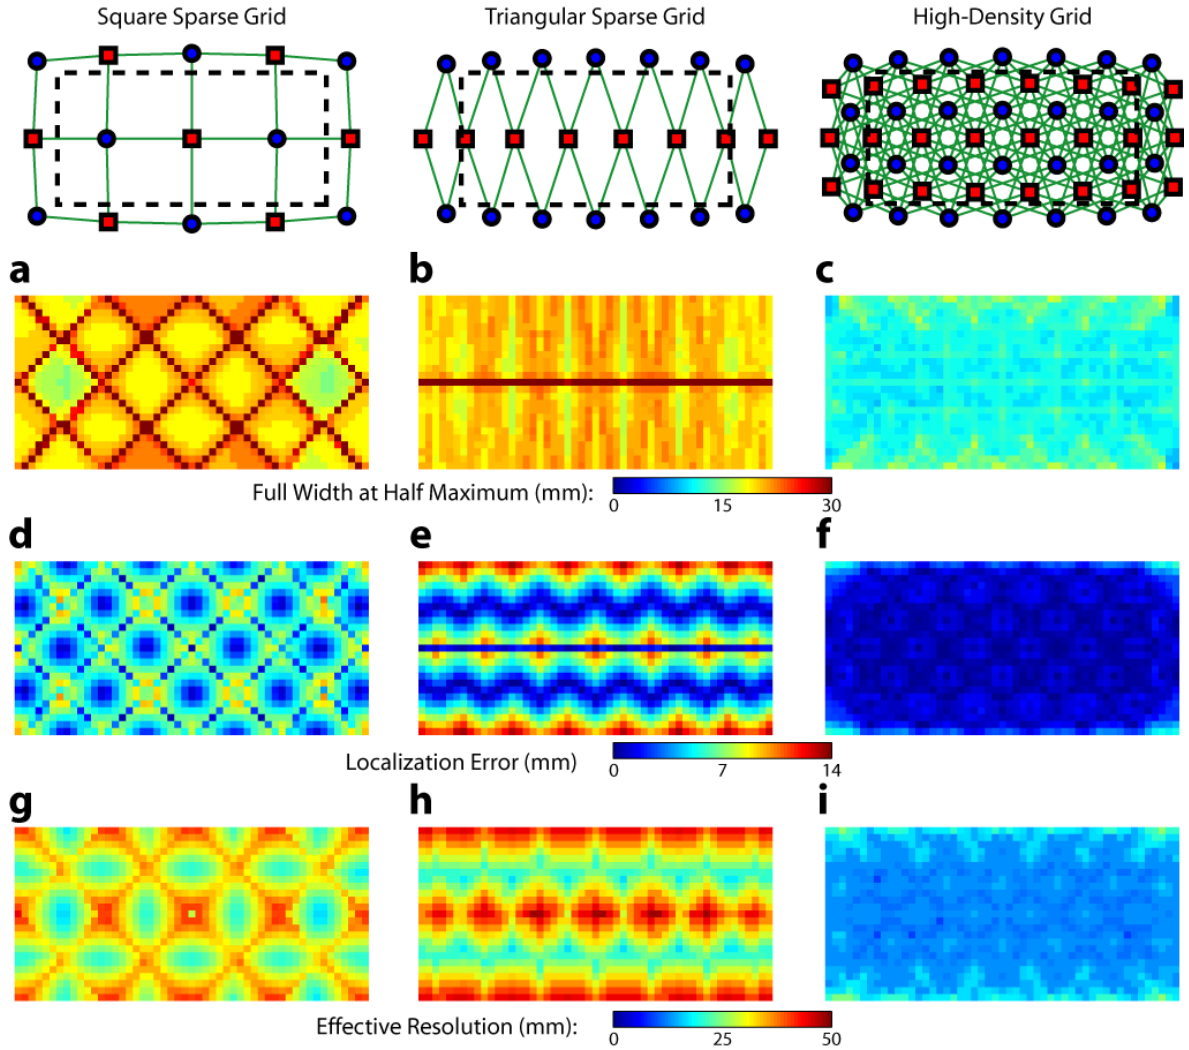 Square Sparse Grid
Triangular Sparse Grid
High-Density Grid
a
b
c
Full Width at Half Maximum (mm):
0
15
30
d
e
f
Localization Error (mm)
0
7
14
g
h
i
Effective Resolution (mm):
0
25
50